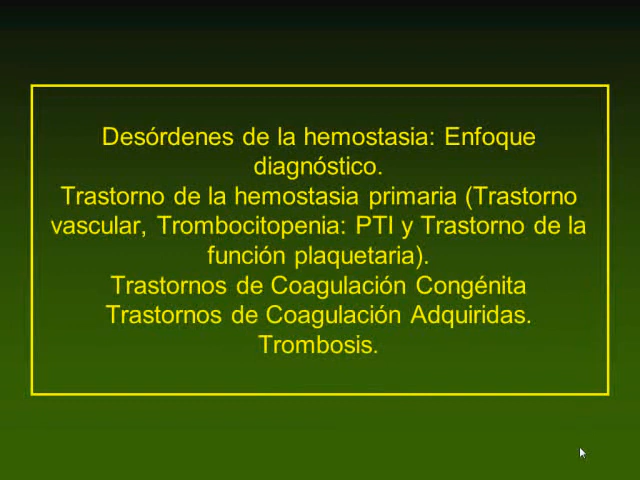 Desórdenes de la hemostasia: Enfoque
diagnóstico.
Trastorno de la hemostasia primaria (Trastorno
vascular, Trombocitopenia: PTI y Trastorno de la
función plaquetaria).
Trastornos de Coagulación Congénita
Trastornos de Coagulación Adquiridas.
Trombosis.